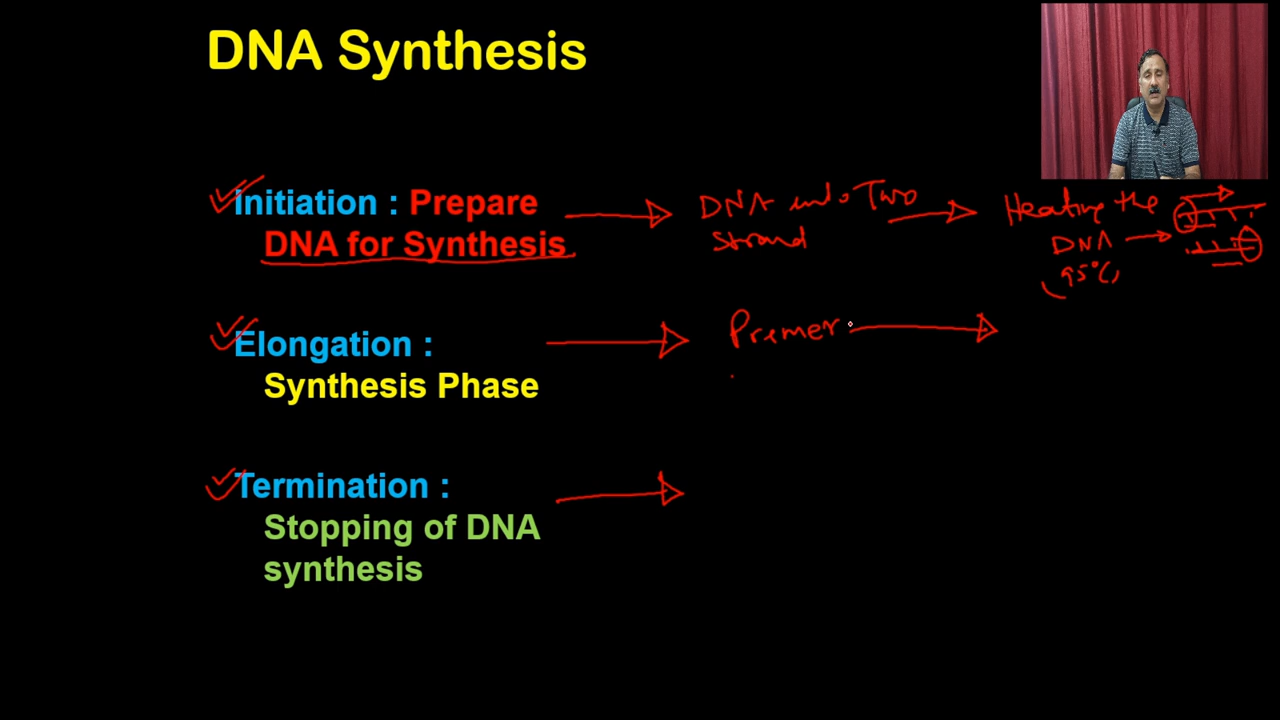 DNA Synthesis
Initiation : Prepare
DNA for Synthesis
DNA into Two
Strand
Heating the
DNA
95°C
Elongation :
Synthesis Phase
Primer
Termination :
Stopping of DNA
synthesis